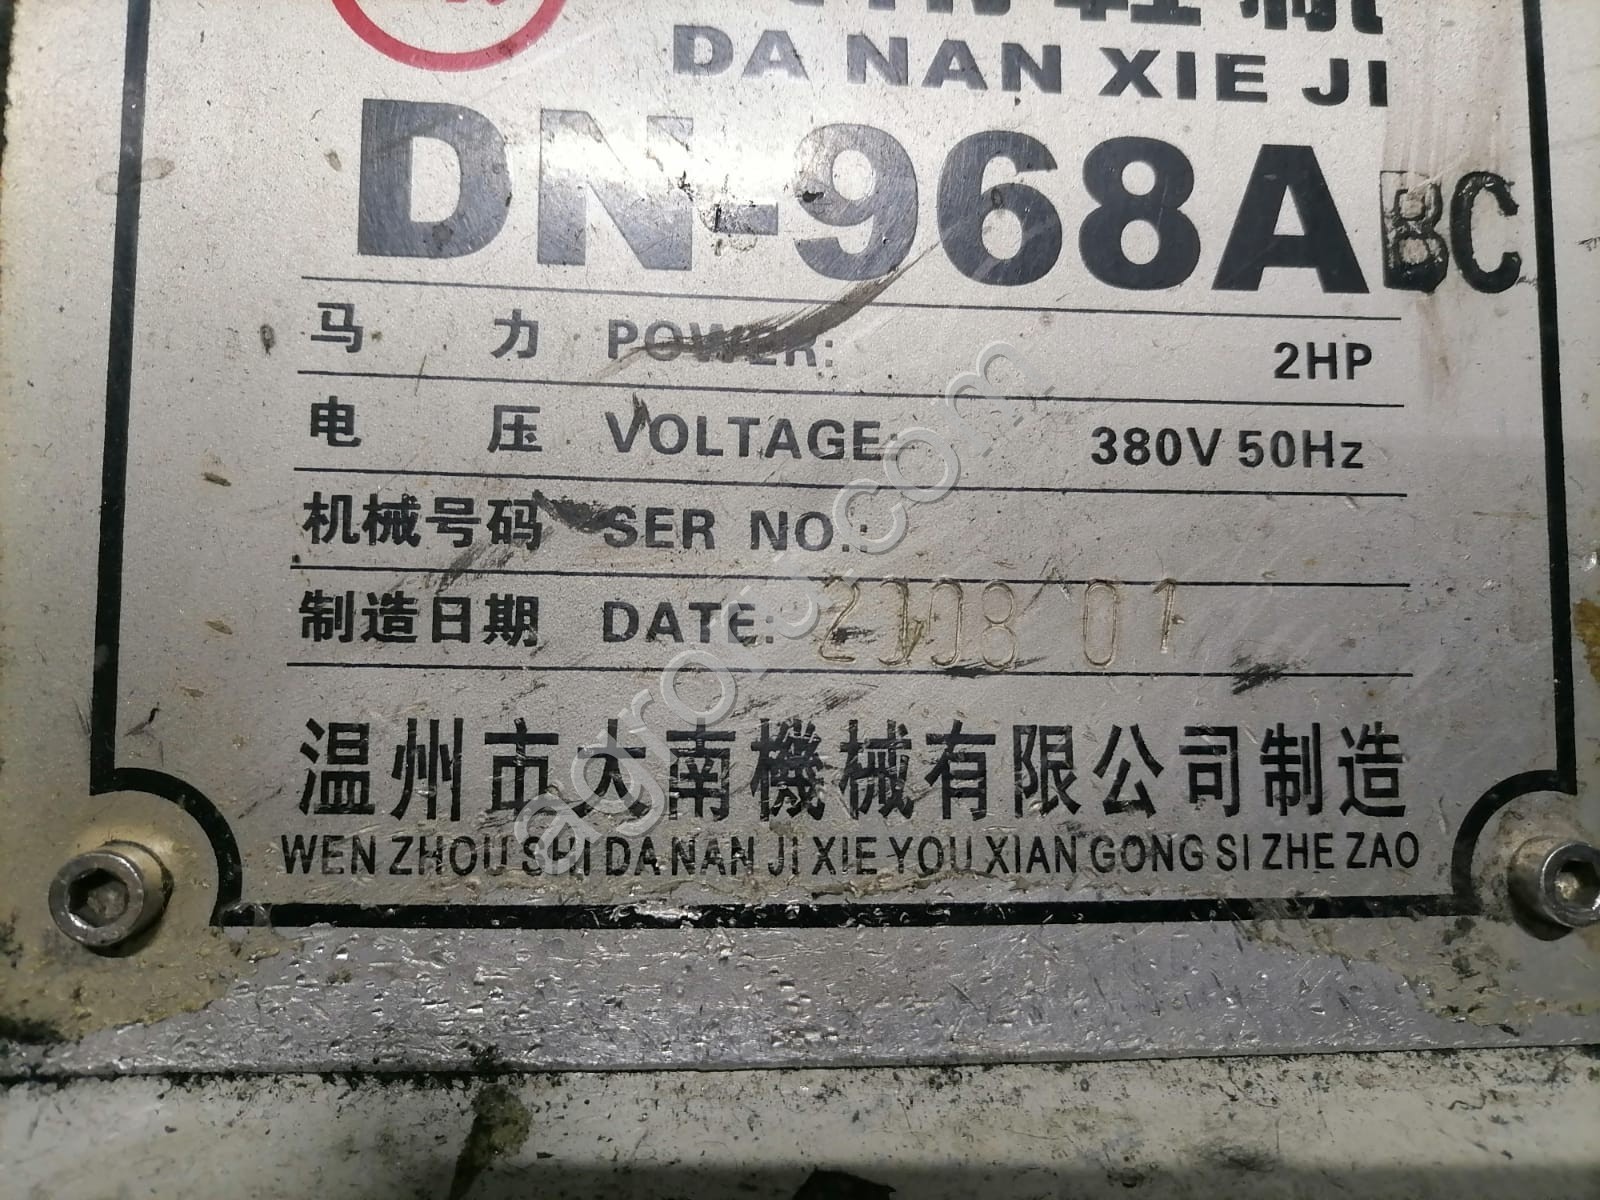 DA NAN XIE JI
DN-968ABC
马 力 POWER: 2HP
电 压 VOLTAGE: 380V 50Hz
机械号码 SER NO.:
制造日期 DATE: 2008 01
温州市大南機械有限公司制造
WEN ZHOU SHI DA NAN JI XIE YOU XIAN GONG SI ZHE ZAO